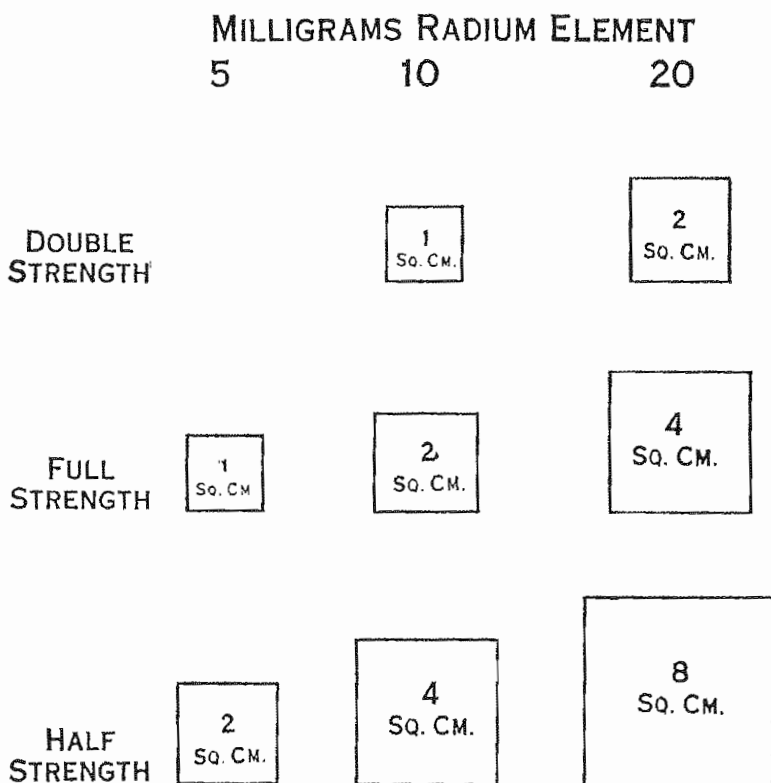 MILLIGRAMS RADIUM ELEMENT
5 10 20
DOUBLE
STRENGTH
1
SQ. CM.
2
SQ. CM.
FULL
STRENGTH
1
SQ. CM
2
SQ. CM.
4
SQ. CM.
HALF
STRENGTH
2
SQ. CM.
4
SQ. CM.
8
SQ. CM.